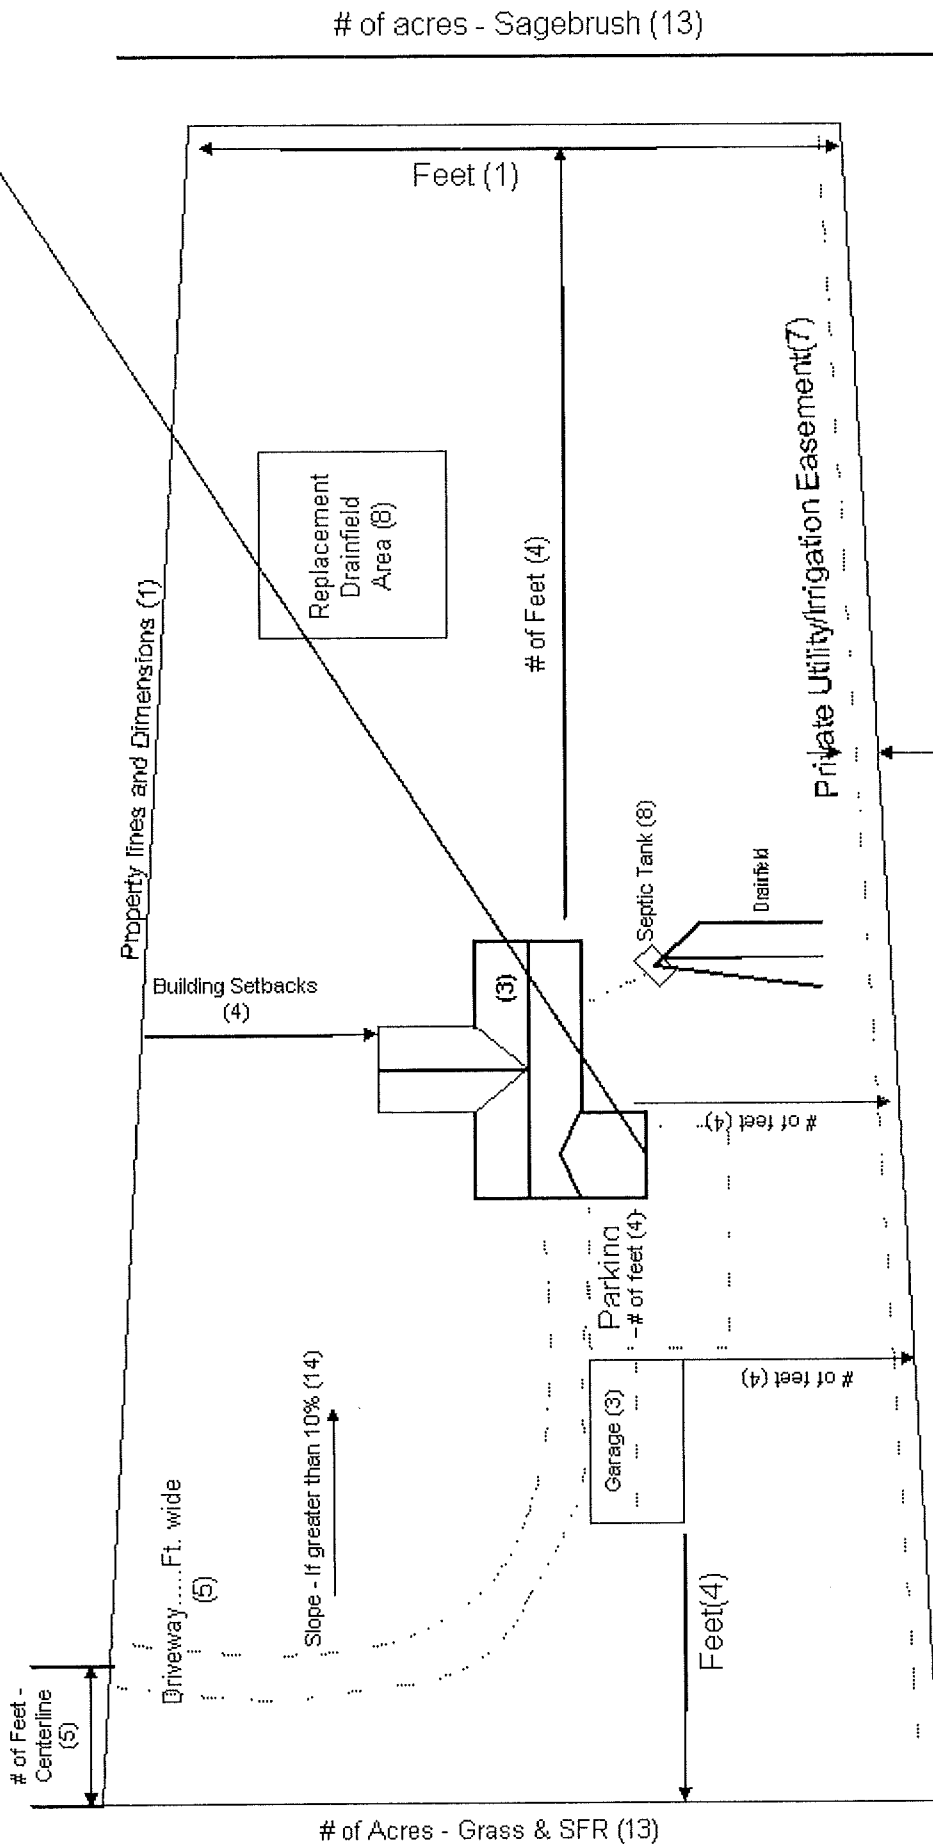 # of acres - Sagebrush (13)
Feet (1)
Replacement
Drainfield
Area (8)
# of Feet (4)
Private Utility/Irrigation Easement(7)
Property lines and Dimensions (1)
Septic Tank (8)
Drainfield
Building Setbacks
(4)
(3)
# of feet (4)
Parking
# of feet (4)
# of feet (4)
Garage (3)
Slope - If greater than 10% (14)
Driveway.....Ft. wide
(5)
# of Feet -
Centerline
(5)
Feet(4)
# of Acres - Grass & SFR (13)